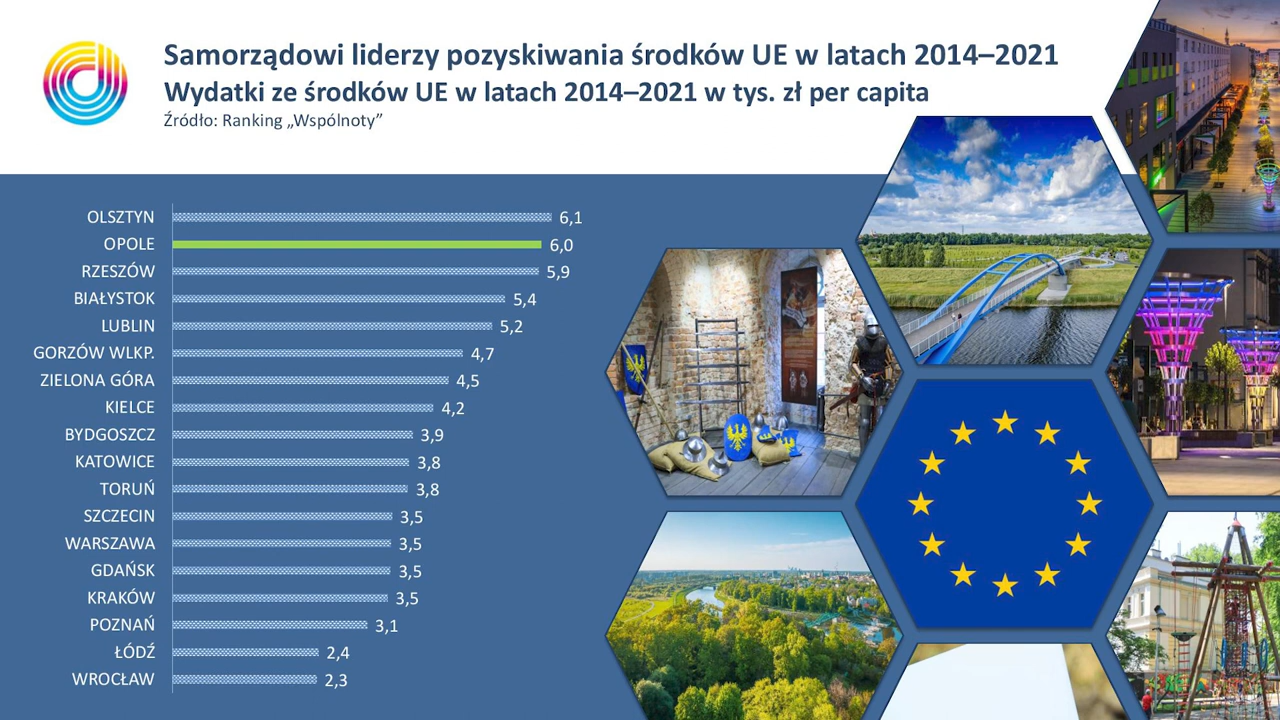 Samorządowi liderzy pozyskiwania środków UE w latach 2014–2021
Wydatki ze środków UE w latach 2014–2021 w tys. zł per capita
Źródło: Ranking „Wspólnoty”
OLSZTYN 6,1
OPOLE 6,0
RZESZÓW 5,9
BIAŁYSTOK 5,4
LUBLIN 5,2
GORZÓW WLKP. 4,7
ZIELONA GÓRA 4,5
KIELCE 4,2
BYDGOSZCZ 3,9
KATOWICE 3,8
TORUŃ 3,8
SZCZECIN 3,5
WARSZAWA 3,5
GDAŃSK 3,5
KRAKÓW 3,5
POZNAŃ 3,1
ŁÓDŹ 2,4
WROCŁAW 2,3